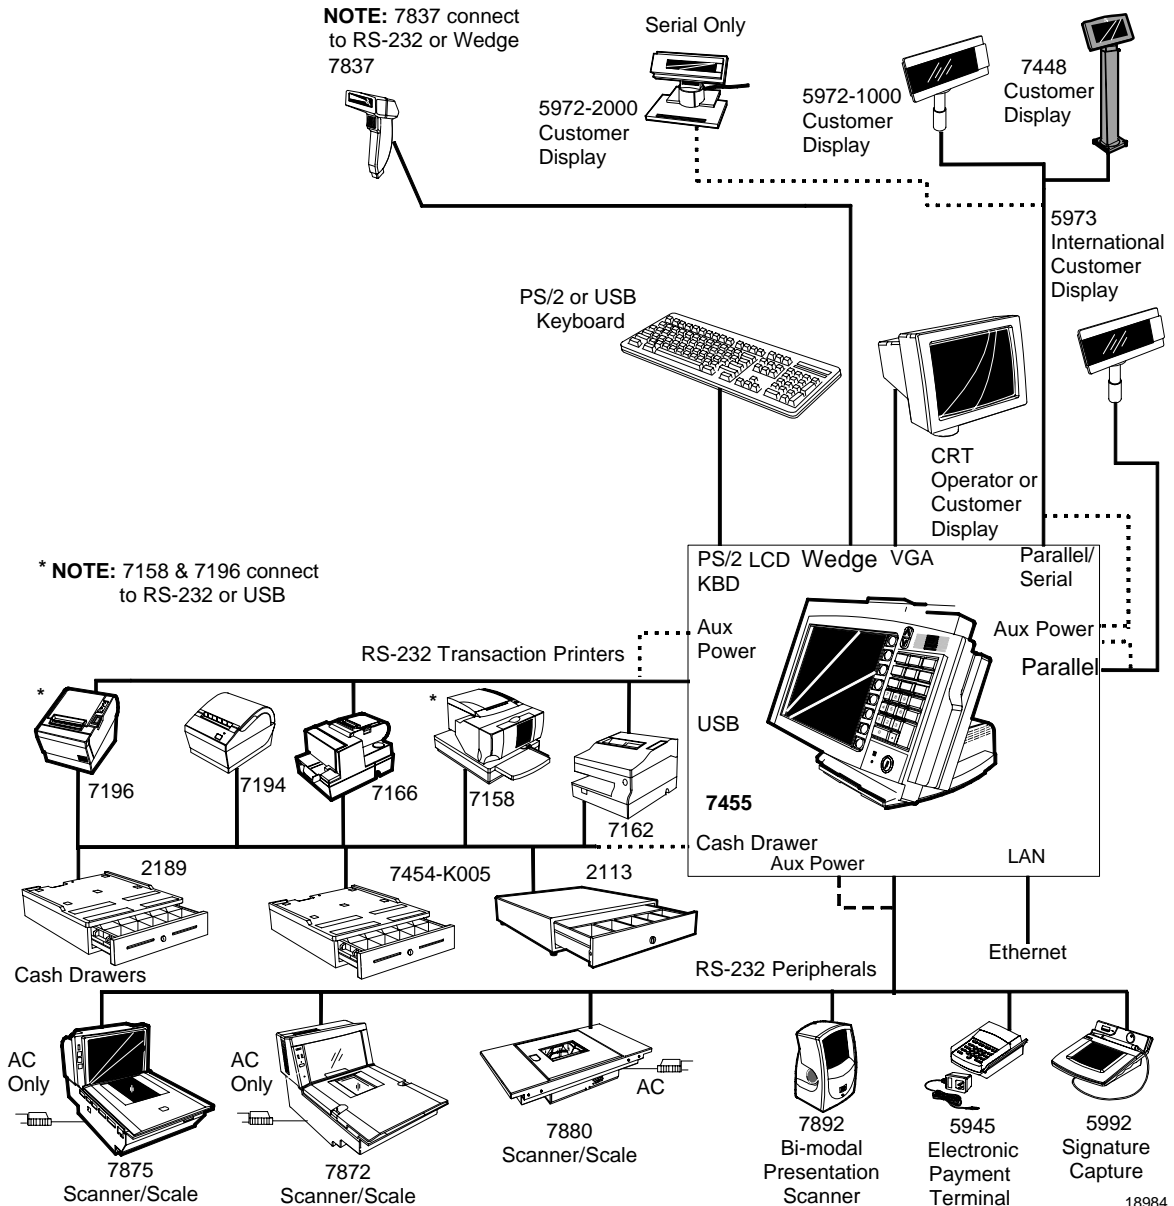 NOTE: 7837 connect
to RS-232 or Wedge
7837
Serial Only
5972-2000
Customer
Display
5972-1000
Customer
Display
7448
Customer
Display
5973
International
Customer
Display
PS/2 or USB
Keyboard
CRT
Operator or
Customer
Display
* NOTE: 7158 & 7196 connect
to RS-232 or USB
PS/2
KBD
LCD
Wedge
VGA
Parallel/
Serial
Aux
Power
Aux Power
Parallel
RS-232 Transaction Printers
USB
7455
*
7196
7194
7166
*
7158
7162
Cash Drawer
Aux Power
LAN
2189
7454-K005
2113
Cash Drawers
Ethernet
RS-232 Peripherals
AC
Only
7875
Scanner/Scale
AC
Only
7872
Scanner/Scale
AC
7880
Scanner/Scale
7892
Bi-modal
Presentation
Scanner
5945
Electronic
Payment
Terminal
5992
Signature
Capture
18984